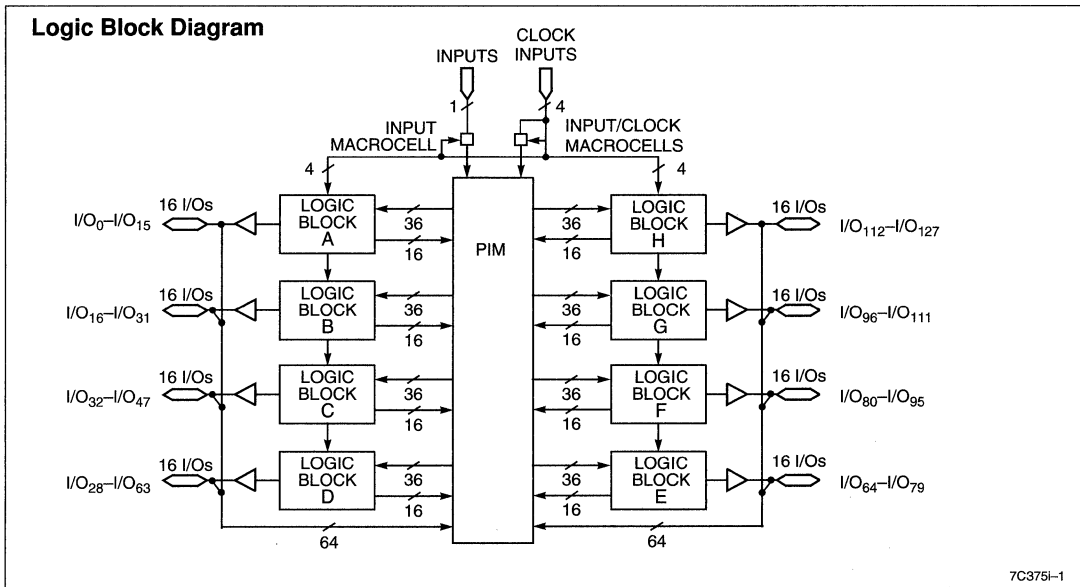 Logic Block Diagram
INPUTS
CLOCK
INPUTS
1
4
INPUT
MACROCELL
INPUT/CLOCK
MACROCELLS
4
4
16 I/Os
I/O0–I/O15
LOGIC
BLOCK
A
36
16
PIM
36
16
LOGIC
BLOCK
H
16 I/Os
I/O112–I/O127
16 I/Os
I/O16–I/O31
LOGIC
BLOCK
B
36
16
36
16
LOGIC
BLOCK
G
16 I/Os
I/O96–I/O111
16 I/Os
I/O32–I/O47
LOGIC
BLOCK
C
36
16
36
16
LOGIC
BLOCK
F
16 I/Os
I/O80–I/O95
16 I/Os
I/O28–I/O63
LOGIC
BLOCK
D
36
16
36
16
LOGIC
BLOCK
E
16 I/Os
I/O64–I/O79
64
64
7C375i–1